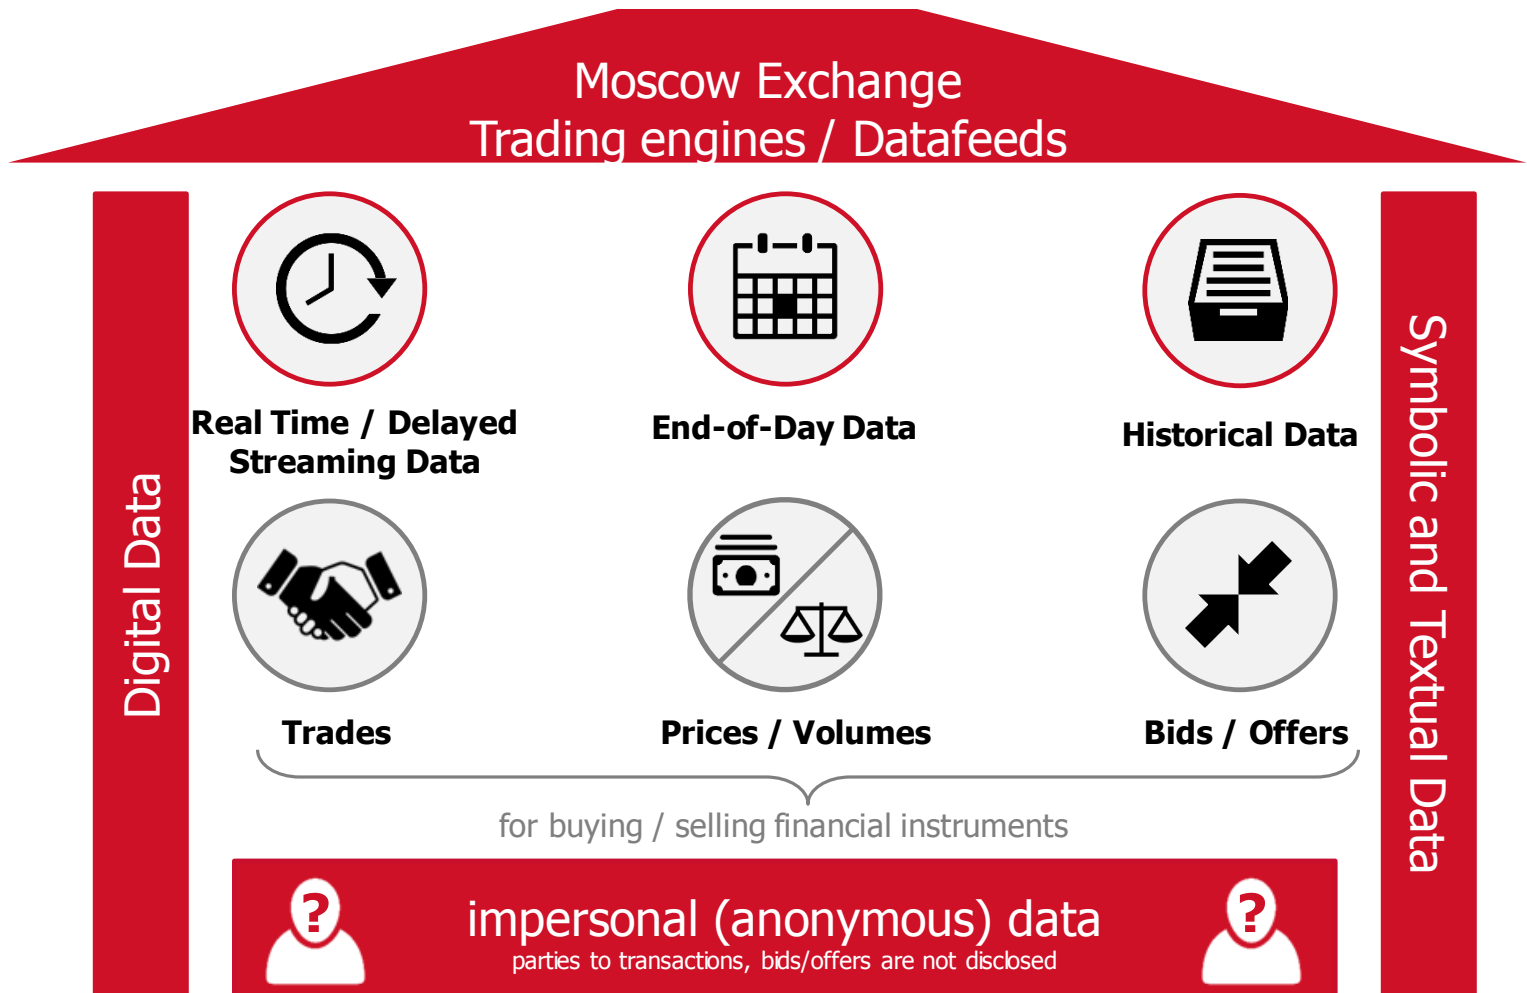 Moscow Exchange
Trading engines / Datafeeds
Digital Data
Real Time / Delayed
Streaming Data
End-of-Day Data
Historical Data
Trades
Prices / Volumes
Bids / Offers
Symbolic and Textual Data
for buying / selling financial instruments
?
impersonal (anonymous) data
parties to transactions, bids/offers are not disclosed
?